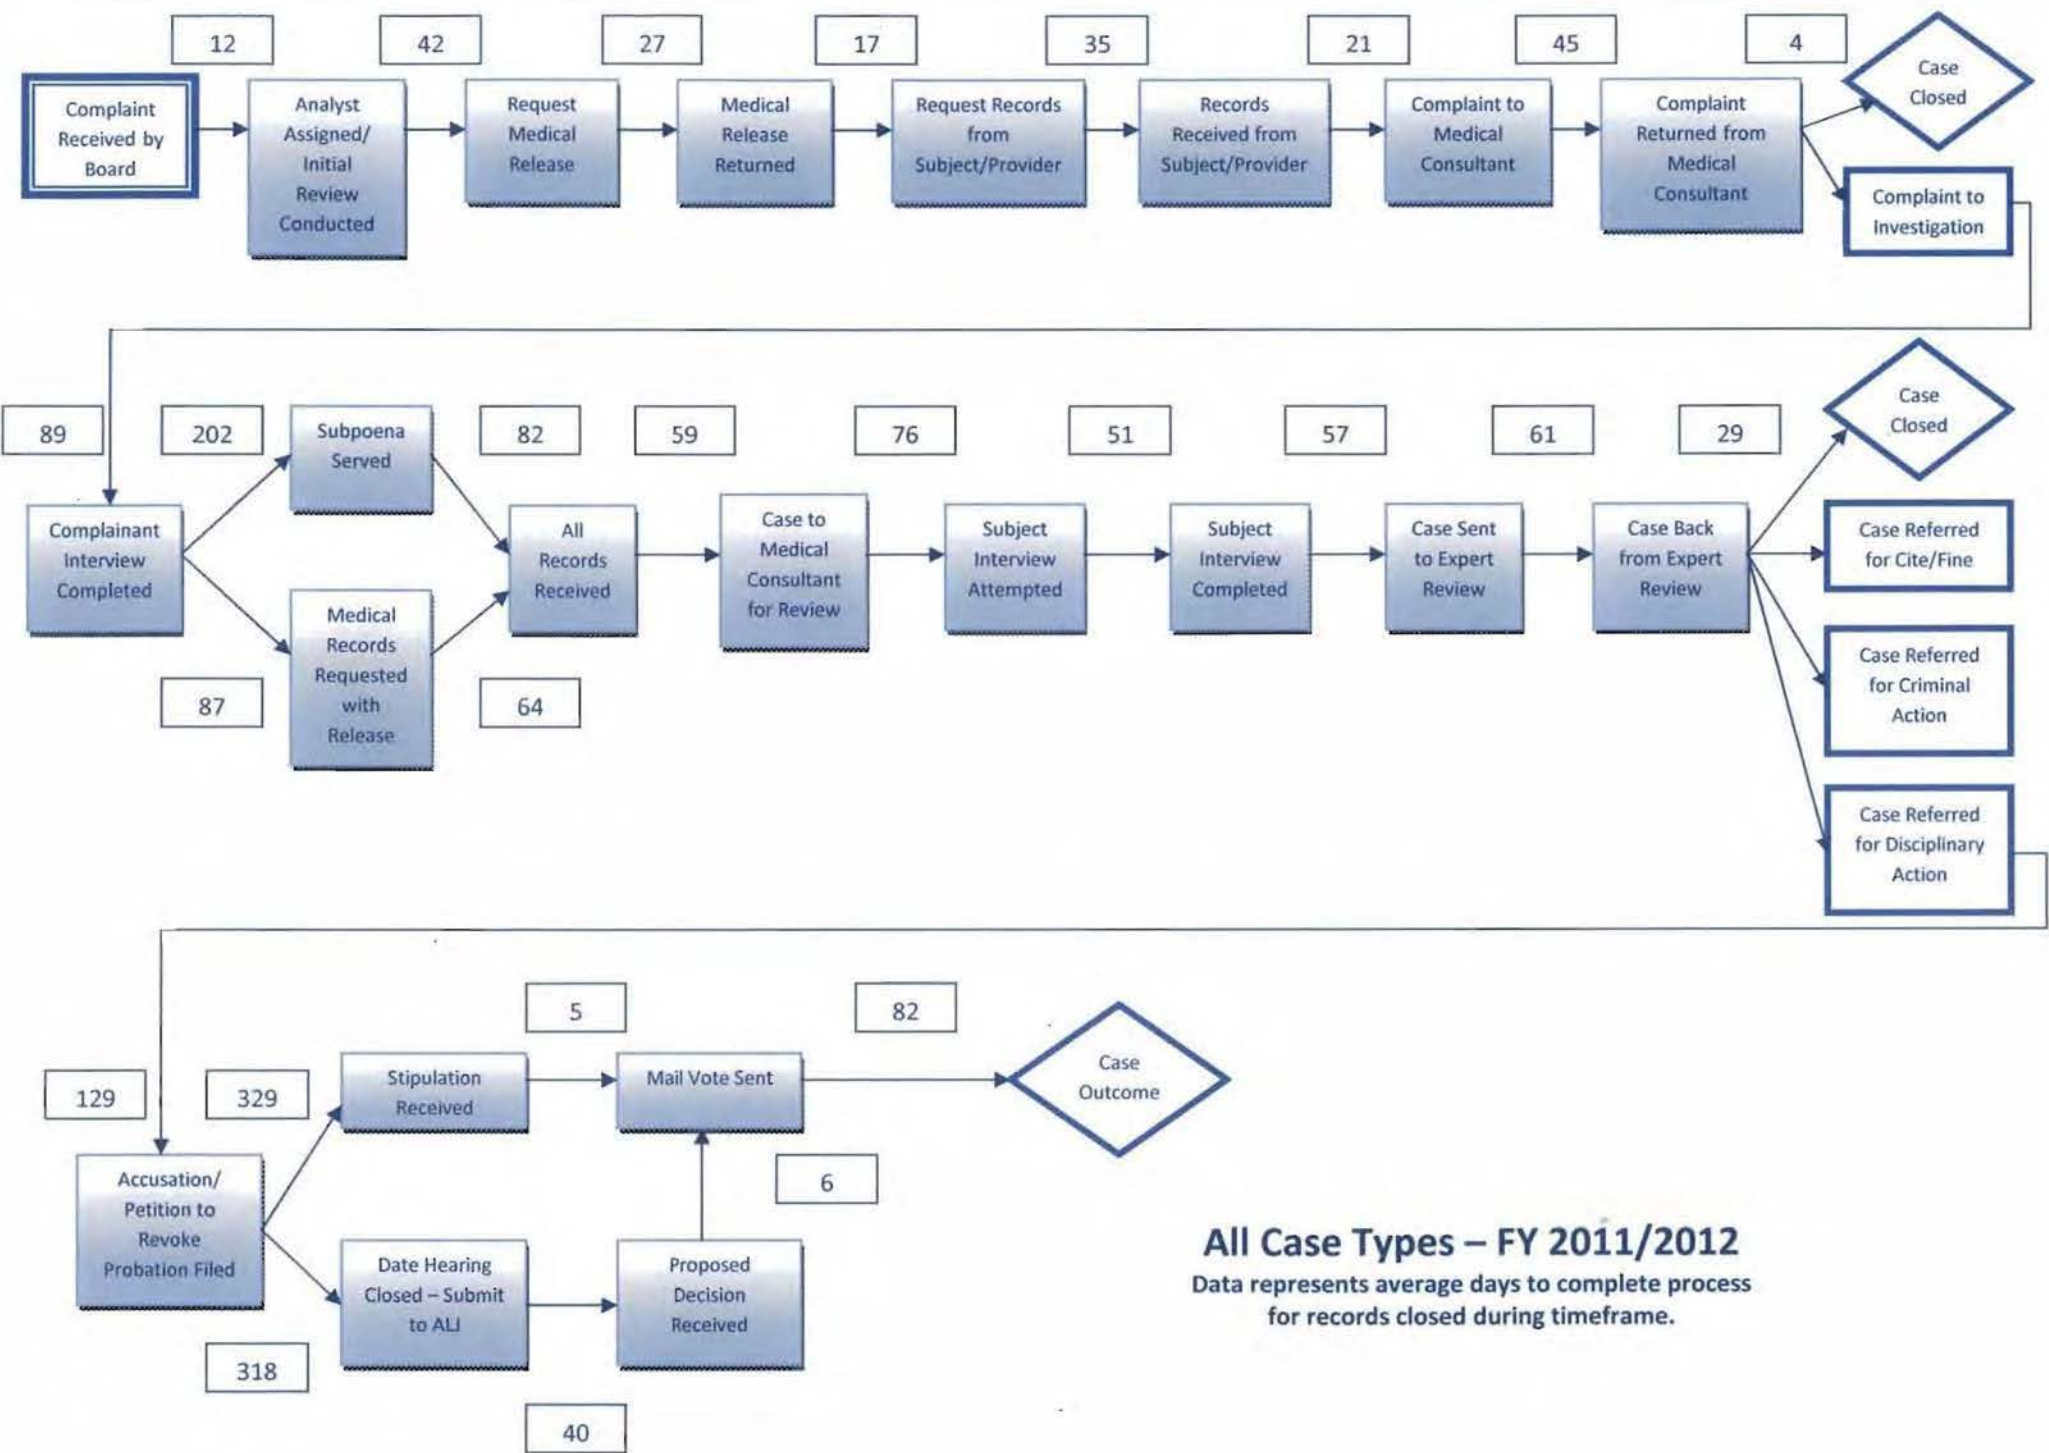 12
42
27
17
35
21
45
4
Complaint
Received by
Board
Analyst
Assigned/
Initial
Review
Conducted
Request
Medical
Release
Medical
Release
Returned
Request Records
from
Subject/Provider
Records
Received from
Subject/Provider
Complaint to
Medical
Consultant
Complaint
Returned from
Medical
Consultant
Case
Closed
Complaint to
Investigation
89
202
Subpoena
Served
82
59
76
51
57
61
29
Case
Closed
Complainant
Interview
Completed
87
Medical
Records
Requested
with
Release
64
All
Records
Received
Case to
Medical
Consultant
for Review
Subject
Interview
Attempted
Subject
Interview
Completed
Case Sent
to Expert
Review
Case Back
from Expert
Review
Case Referred
for Cite/Fine
Case Referred
for Criminal
Action
Case Referred
for Disciplinary
Action
129
329
Stipulation
Received
5
Mail Vote Sent
82
Case
Outcome
Accusation/
Petition to
Revoke
Probation Filed
318
Date Hearing
Closed – Submit
to ALJ
40
Proposed
Decision
Received
6
All Case Types – FY 2011/2012
Data represents average days to complete process
for records closed during timeframe.